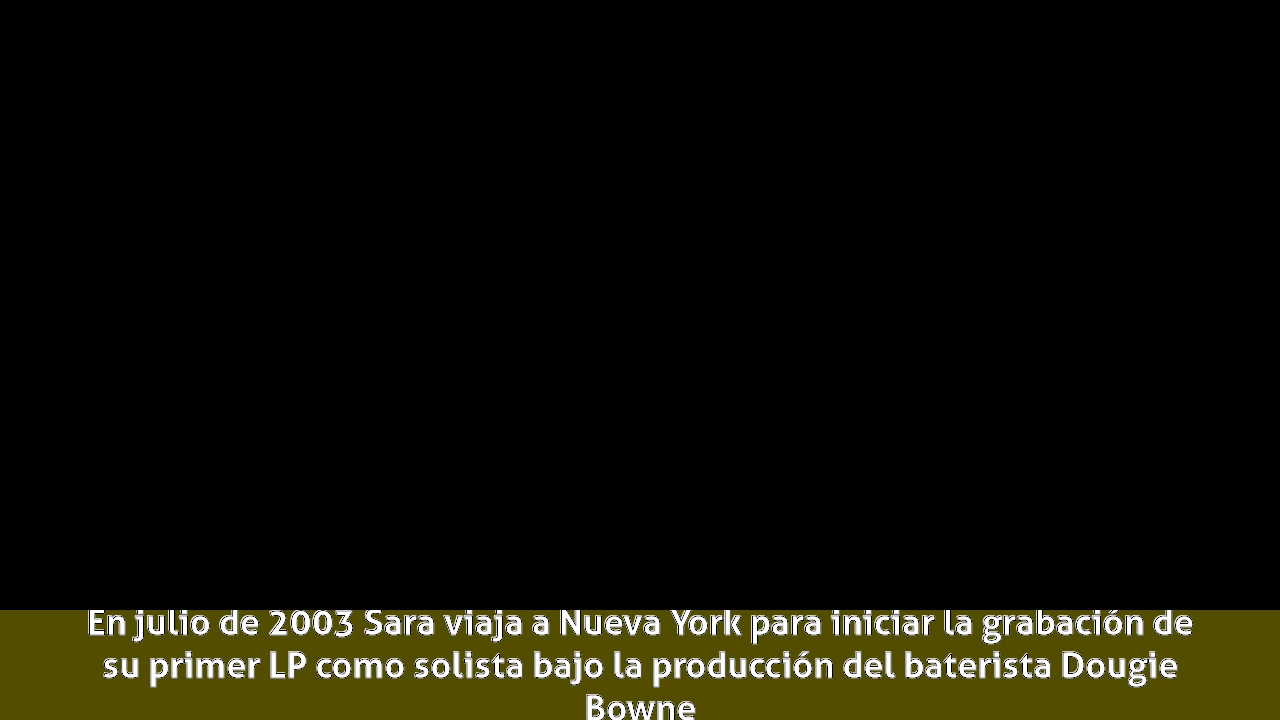 En julio de 2003 Sara viaja a Nueva York para iniciar la grabación de
su primer LP como solista bajo la producción del baterista Dougie
Bowne